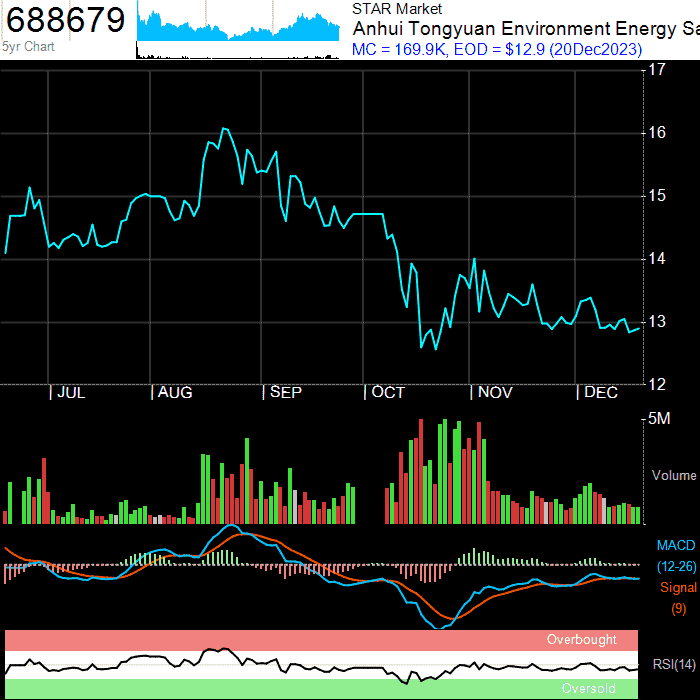 688679
5yr Chart
STAR Market
Anhui Tongyuan Environment Energy Sa
MC = 169.9K, EOD = $12.9 (20Dec2023)
17
16
15
14
13
12
| JUL | AUG | SEP | OCT | NOV | DEC
5M
Volume
MACD
(12-26)
Signal
(9)
Overbought
RSI(14)
Oversold